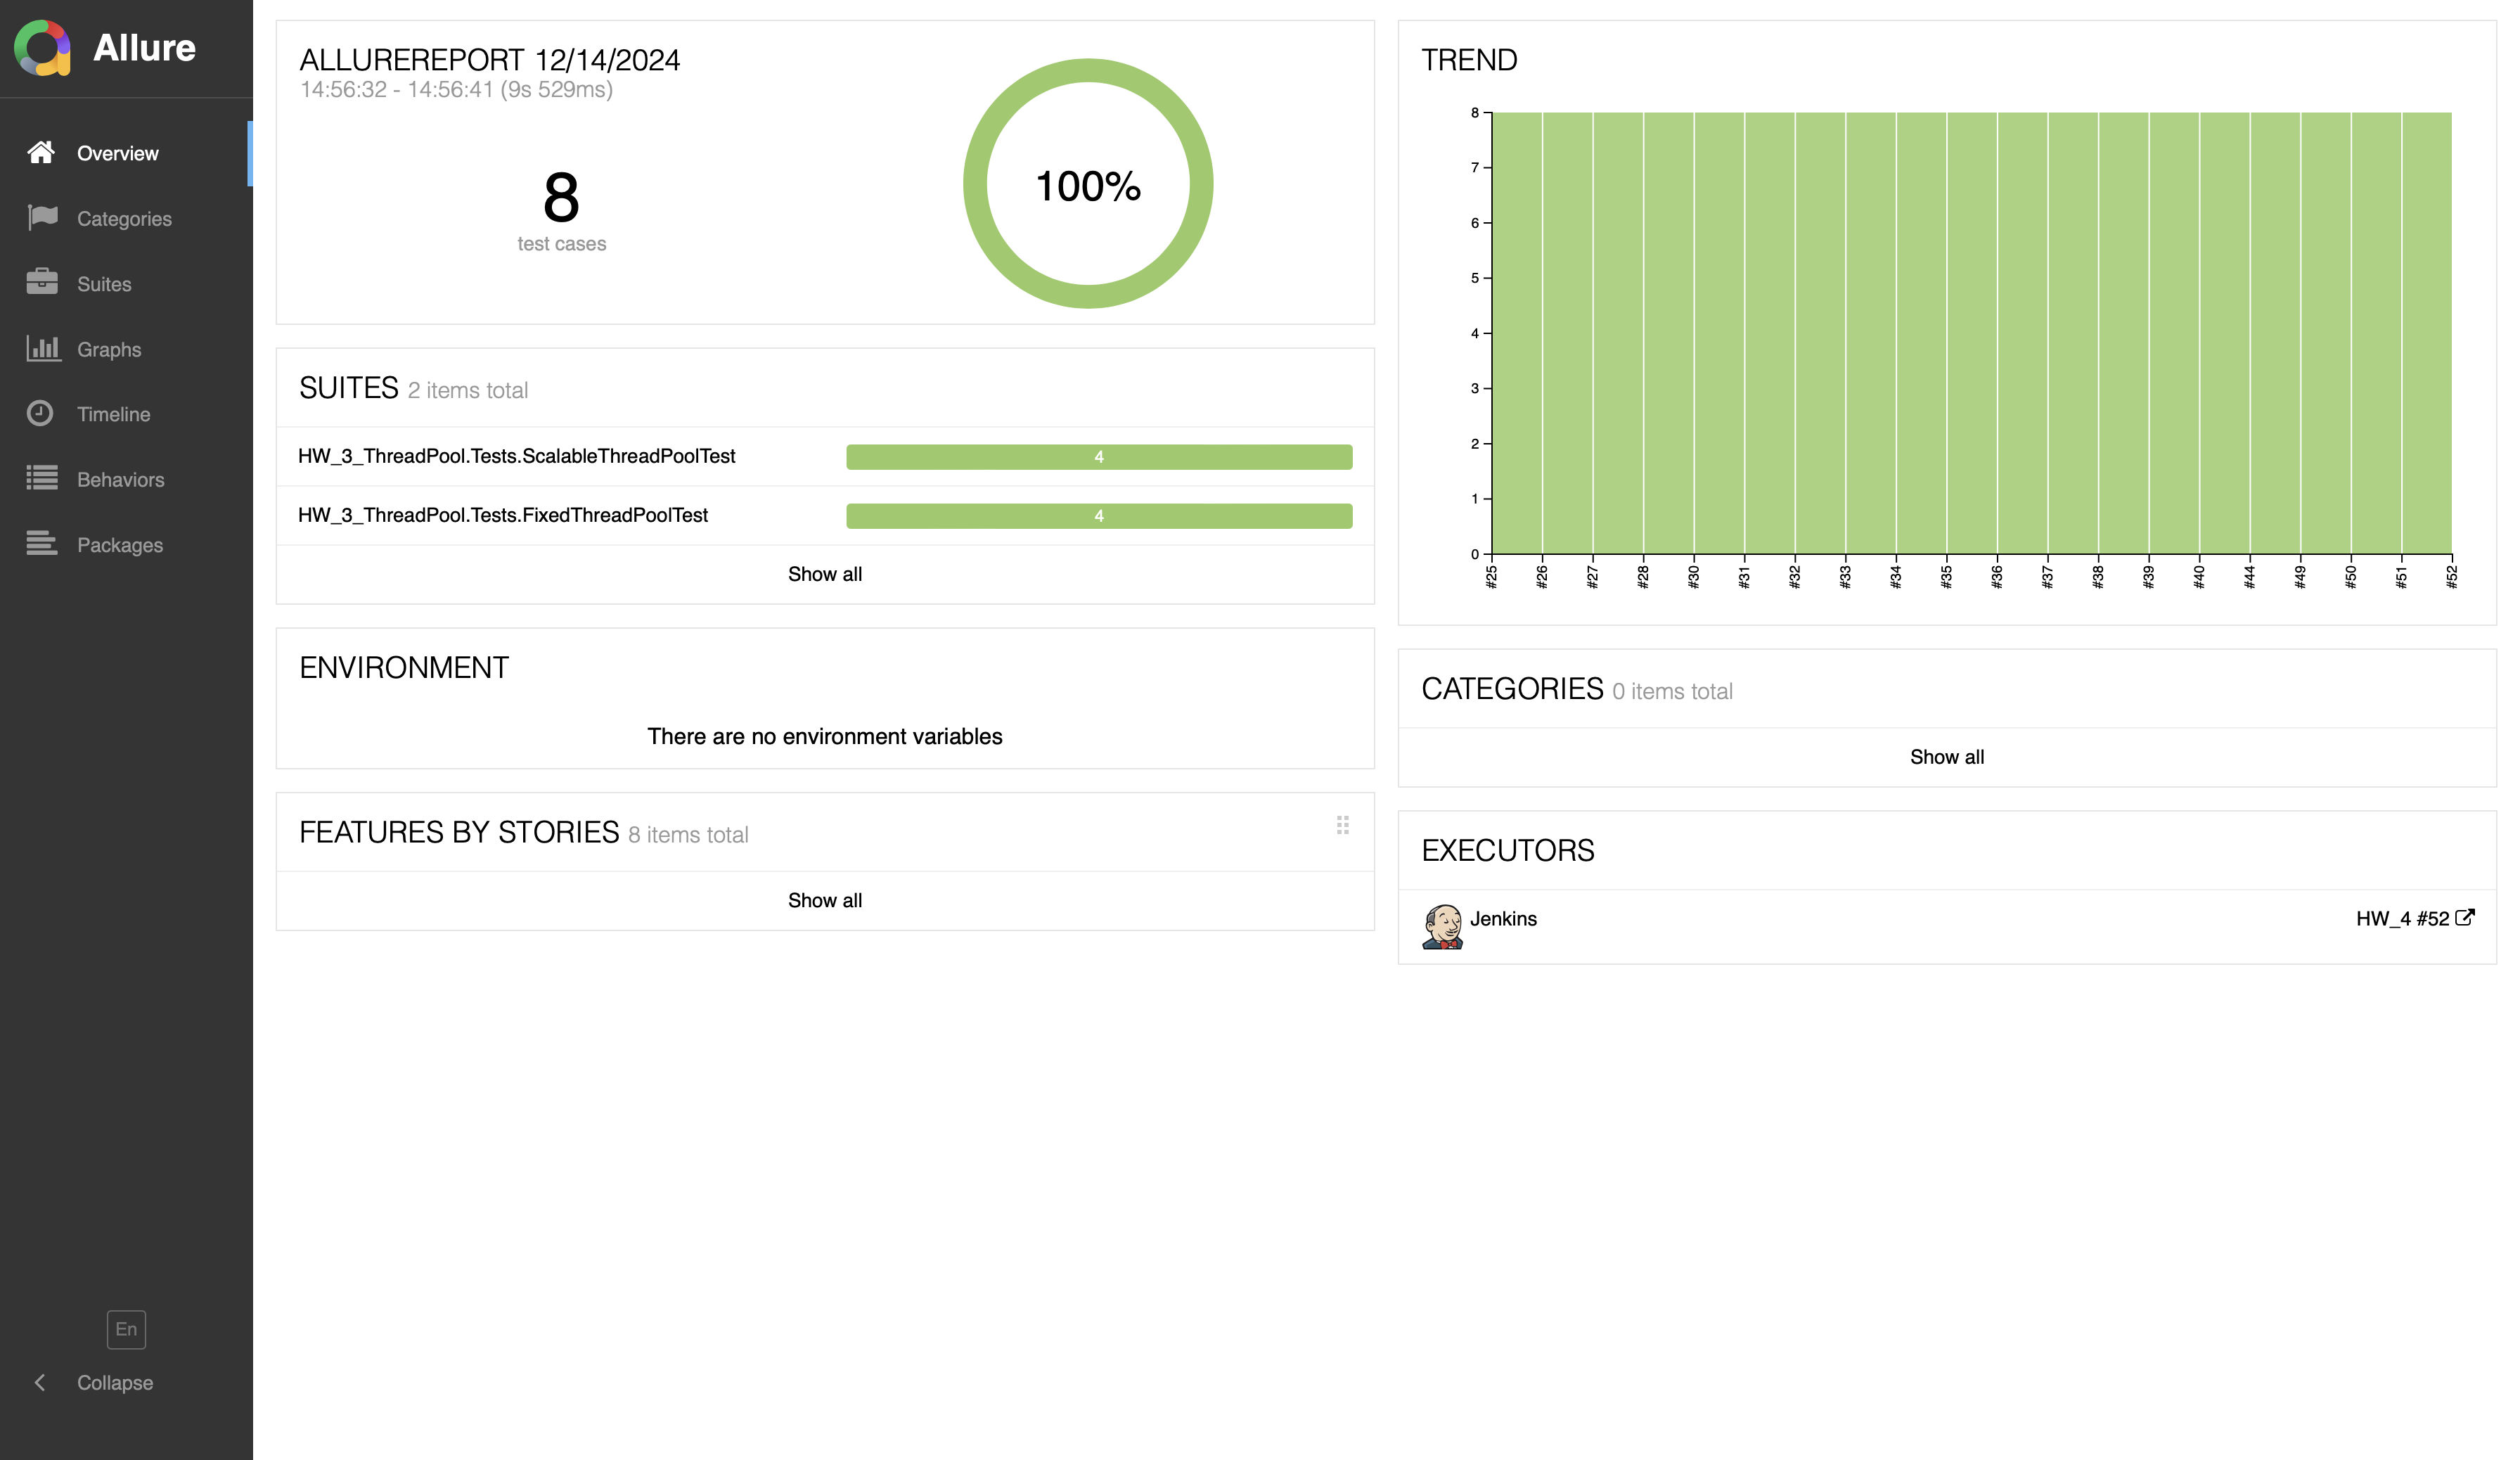 Allure
Overview
Categories
Suites
Graphs
Timeline
Behaviors
Packages
En
Collapse
ALLUREREPORT 12/14/2024
14:56:32 - 14:56:41 (9s 529ms)
8
test cases
100%
SUITES 2 items total
HW_3_ThreadPool.Tests.ScalableThreadPoolTest 4
HW_3_ThreadPool.Tests.FixedThreadPoolTest 4
Show all
ENVIRONMENT
There are no environment variables
FEATURES BY STORIES 8 items total
Show all
TREND
8
7
6
5
4
3
2
1
0
#25 #26 #27 #28 #30 #31 #32 #33 #34 #35 #36 #37 #38 #39 #40 #44 #49 #50 #51 #52
CATEGORIES 0 items total
Show all
EXECUTORS
Jenkins HW_4 #52